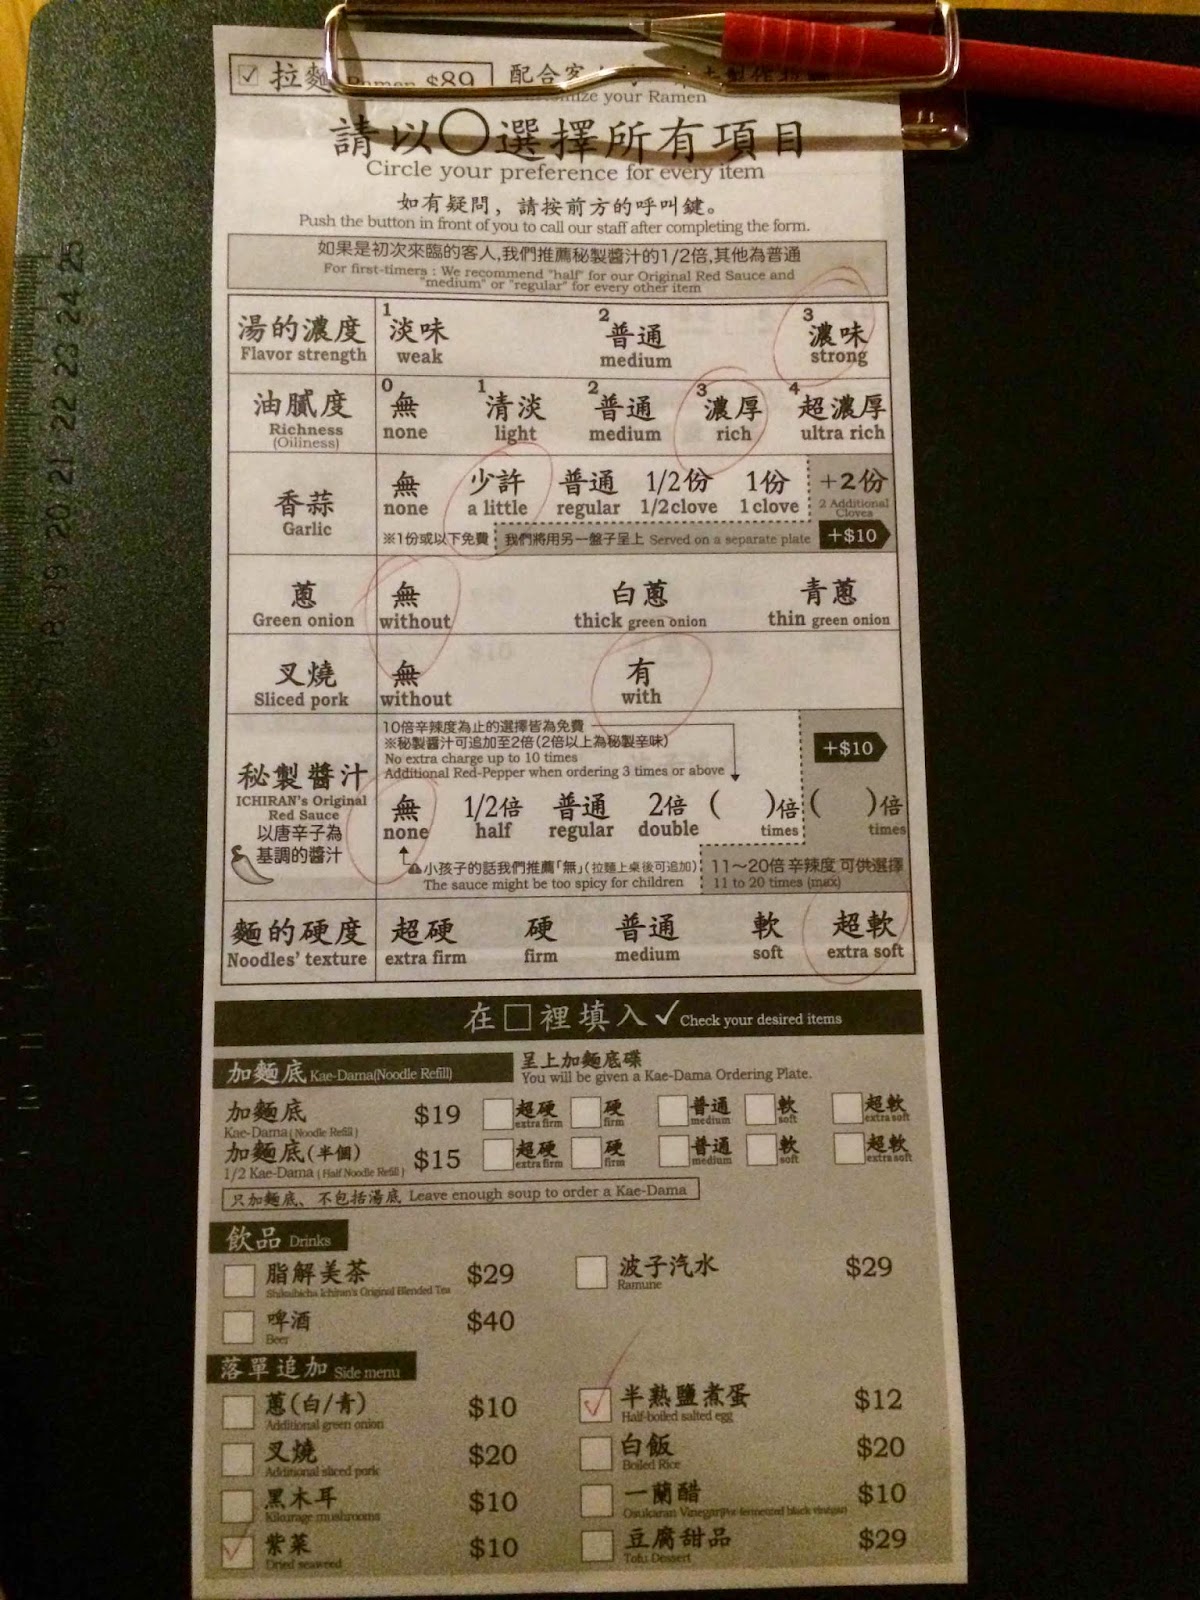 拉麵 Ramen $89
配合客
Customize your Ramen
請以○選擇所有項目
Circle your preference for every item
如有疑問，請按前方的呼叫鍵。
Push the button in front of you to call our staff after completing the form.
如果是初次來臨的客人,我們推薦秘製醬汁的1/2倍,其他為普通
For first-timers : We recommend "half" for our Original Red Sauce and
"medium" or "regular" for every other item
湯的濃度 1 淡味 2 普通 3 濃味
Flavor strength weak medium strong
油膩度 0 無 1 清淡 2 普通 3 濃厚 4 超濃厚
Richness none light medium rich ultra rich
(Oiliness)
香蒜 無 少許 普通 1/2份 1份 +2份
Garlic none a little regular 1/2 clove 1 clove 2 Additional Cloves
※1份或以下免費 我們將用另一盤子呈上 Served on a separate plate +$10
蔥 無 白蔥 青蔥
Green onion without thick green onion thin green onion
叉燒 無 有
Sliced pork without with
10倍辛辣度為止的選擇皆為免費
※秘製醬汁可追加至2倍(2倍以上為秘製辛味)
No extra charge up to 10 times
Additional Red-Pepper when ordering 3 times or above
+$10
秘製醬汁
ICHIRAN's Original
Red Sauce
以唐辛子為
基調的醬汁
無 1/2倍 普通 2倍 ( )倍 ( )倍
none half regular double times times
小孩子的話我們推薦「無」(拉麵上桌後可追加)
The sauce might be too spicy for children
11～20倍 辛辣度 可供選擇
11 to 20 times (max)
麵的硬度 超硬 硬 普通 軟 超軟
Noodles' texture extra firm firm medium soft extra soft
在□裡填入✓ Check your desired items
加麵底 Kae-Dama(Noodle Refill)
呈上加麵底碟
You will be given a Kae-Dama Ordering Plate.
加麵底 $19 超硬 硬 普通 軟 超軟
Kae-Dama (Noodle Refill) extra firm firm medium soft extra soft
加麵底(半個) $15 超硬 硬 普通 軟 超軟
1/2 Kae-Dama (Half Noodle Refill) extra firm firm medium soft extra soft
只加麵底、不包括湯底 Leave enough soup to order a Kae-Dama
飲品 Drinks
脂解美茶 $29 波子汽水 $29
Shikaibicha Ichiran's Original Blended Tea Ramune
啤酒 $40
Beer
落單追加 Side menu
蔥(白/青) $10 半熟鹽煮蛋 $12
Additional green onion Half-boiled salted egg
叉燒 $20 白飯 $20
Additional sliced pork Boiled Rice
黑木耳 $10 一蘭醋 $10
Kikurage mushrooms Osukaran Vinegar(For fermented black vinegar)
紫菜 $10 豆腐甜品 $29
Dried seaweed Tofu Dessert
18 19 20 21 22 23 24 25